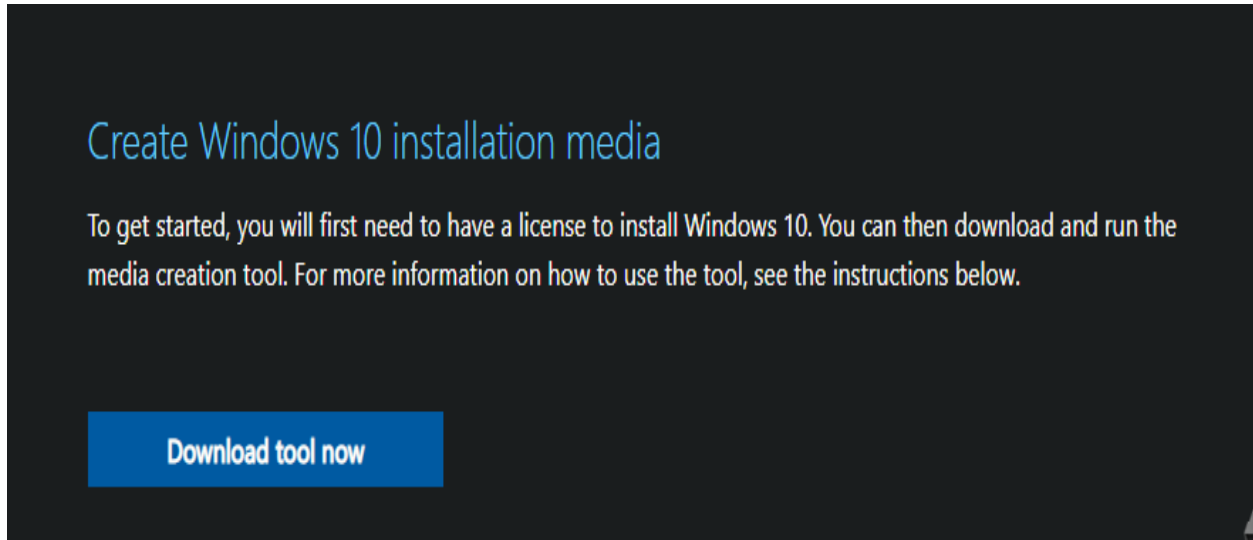 Create Windows 10 installation media
To get started, you will first need to have a license to install Windows 10. You can then download and run the
media creation tool. For more information on how to use the tool, see the instructions below.
Download tool now